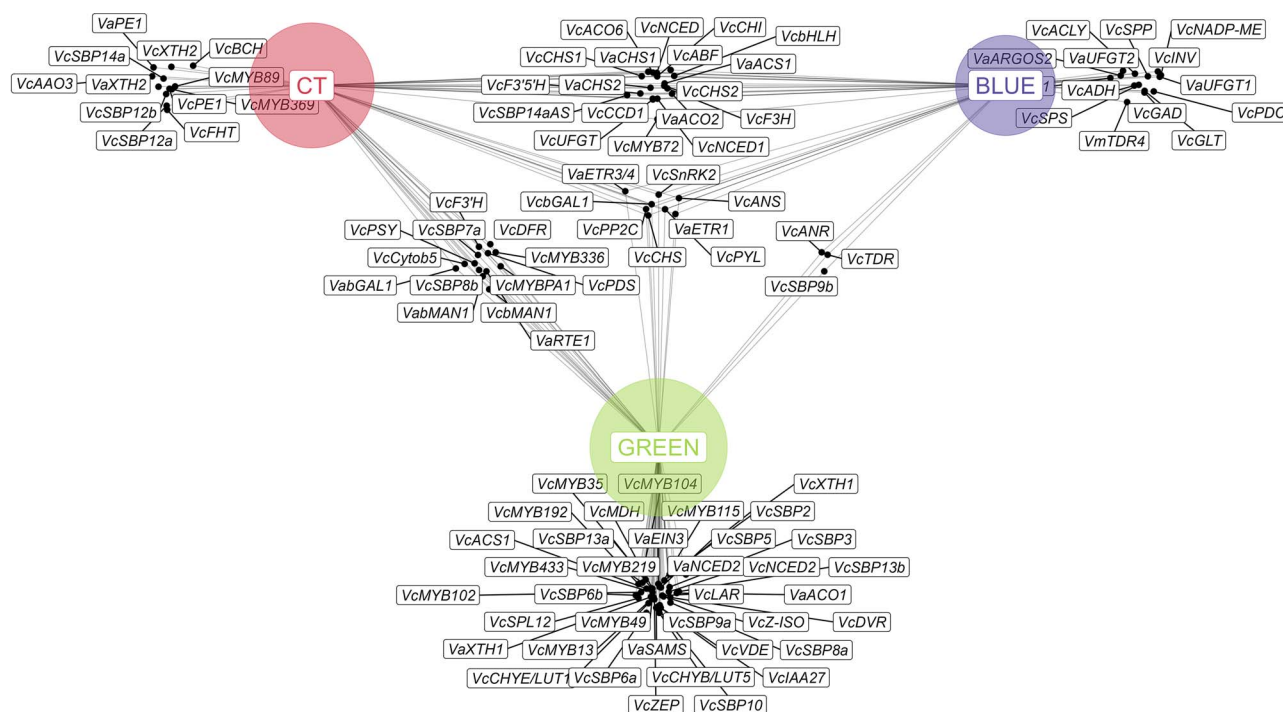 VaPE1
VcXTH2
VcBCH
VcSBP14a
VcMYB89
VcAAO3
VaXTH2
VcPE1
VcMYB369
VcSBP12b
VcFHT
VcSBP12a
CT
VaACO6
VcNCED
VcCHI
VcbHLH
VcCHS1
VaCHS1
VcABF
VaACS1
VcF3'5'H
VaCHS2
VcCHS2
VcSBP14aAS
VcCCD1
VaACO2
VcF3H
VcUFGT
VcMYB72
VcNCED1
BLUE
VcACLY
VcSPP
VcNADP-ME
VaARGOS2
VaUFGT2
VcINV
VcADH
VaUFGT1
VcSPS
VcGAD
VcPDC
VmTDR4
VcGLT
VaETR3/4
VcSnRK2
VcbGAL1
VcANS
VcPP2C
VaETR1
VcCHS
VcPYL
VcF3'H
VcPSY
VcSBP7a
VcDFR
VcCytob5
VcMYB336
VabGAL1
VcSBP8b
VcMYBPA1
VcPDS
VabMAN1
VcbMAN1
VaRTE1
VcANR
VcTDR
VcSBP9b
GREEN
VcMYB35
VcMYB104
VcXTH1
VcMYB192
VcMDH
VcMYB115
VcSBP2
VcACS1
VcSBP13a
VaEIN3
VcSBP5
VcSBP3
VcMYB433
VcMYB219
VaNCED2
VcNCED2
VcSBP13b
VcMYB102
VcSBP6b
VcLAR
VaACO1
VcSPL12
VcMYB49
VcSBP9a
VcZ-ISO
VcDVR
VaXTH1
VcMYB13
VaSAMS
VcVDE
VcSBP8a
VcCHYE/LUT1
VcSBP6a
VcCHYB/LUT5
VcIAA27
VcZEP
VcSBP10